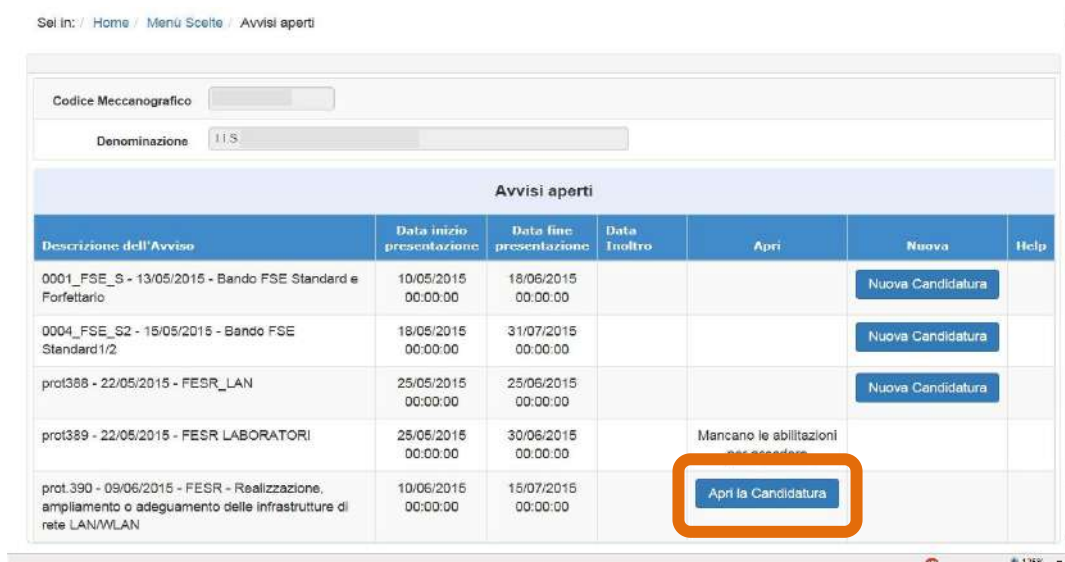 Sei in: / Home / Menù Scelte / Avvisi aperti
Codice Meccanografico
Denominazione I.I.S.
Avvisi aperti
Descrizione dell'Avviso Data inizio presentazione Data fine presentazione Data Inoltro Apri Nuova Help
0001_FSE_S - 13/05/2015 - Bando FSE Standard e 10/05/2015 18/06/2015 Nuova Candidatura
Forfettario 00:00:00 00:00:00
0004_FSE_S2 - 15/05/2015 - Bando FSE 18/05/2015 31/07/2015 Nuova Candidatura
Standard1/2 00:00:00 00:00:00
prot388 - 22/05/2015 - FESR_LAN 25/05/2015 25/06/2015 Nuova Candidatura
00:00:00 00:00:00
prot389 - 22/05/2015 - FESR LABORATORI 25/05/2015 30/06/2015 Mancano le abilitazioni
00:00:00 00:00:00 per accedere
prot.390 - 09/06/2015 - FESR - Realizzazione, 10/06/2015 15/07/2015 Apri la Candidatura
ampliamento o adeguamento delle infrastrutture di 00:00:00 00:00:00
rete LAN/WLAN